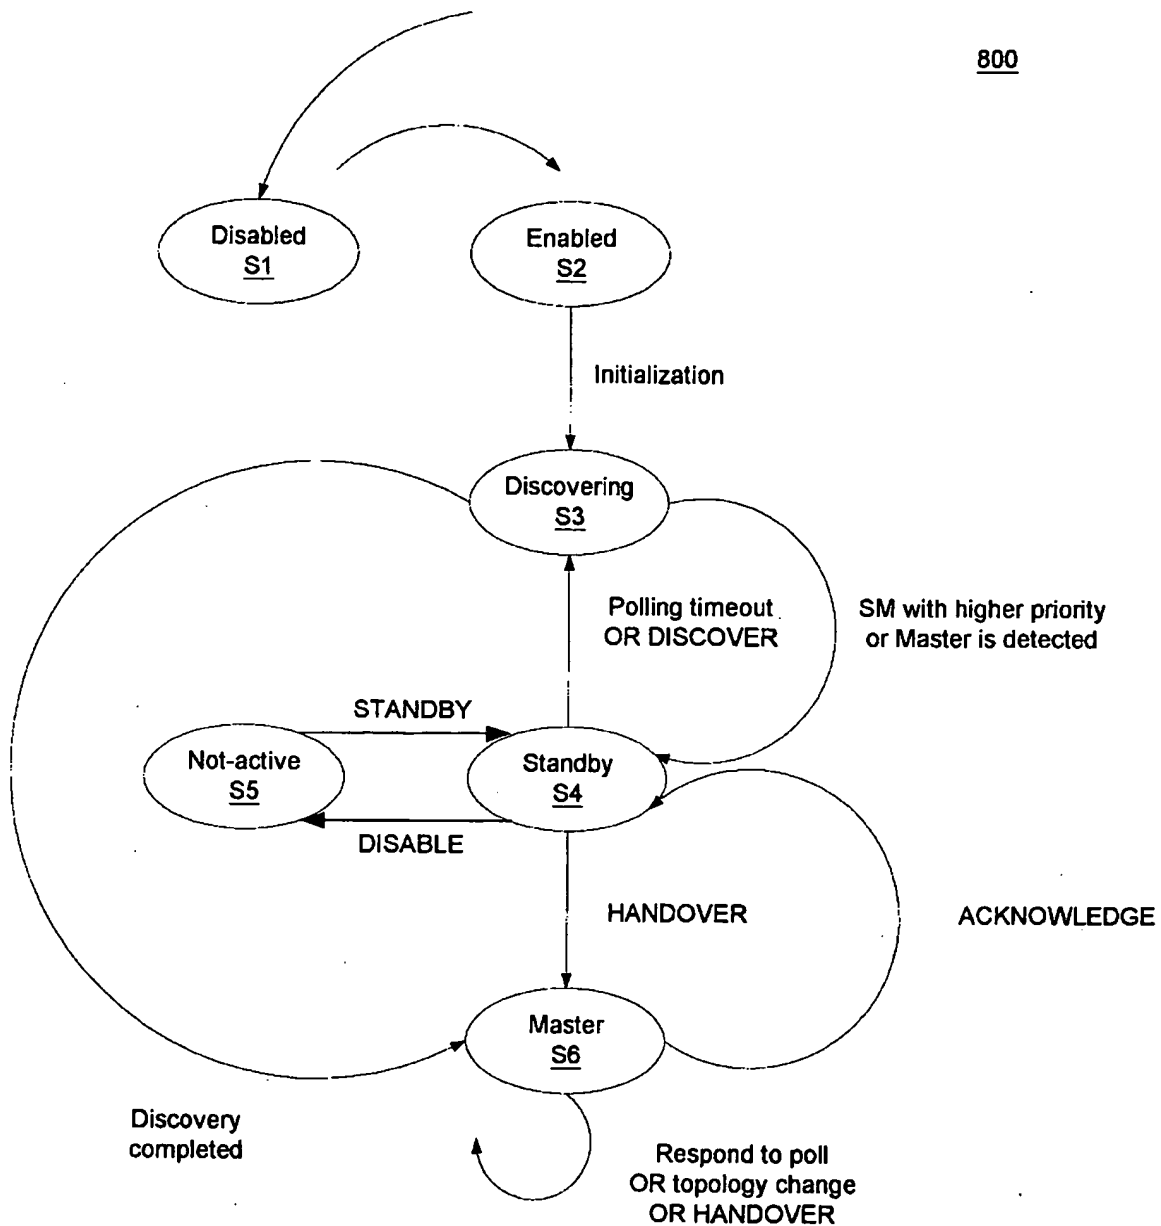 800
Disabled
S1
Enabled
S2
Initialization
Discovering
S3
Polling timeout
OR DISCOVER
SM with higher priority
or Master is detected
STANDBY
Not-active
S5
Standby
S4
DISABLE
HANDOVER
ACKNOWLEDGE
Master
S6
Discovery
completed
Respond to poll
OR topology change
OR HANDOVER